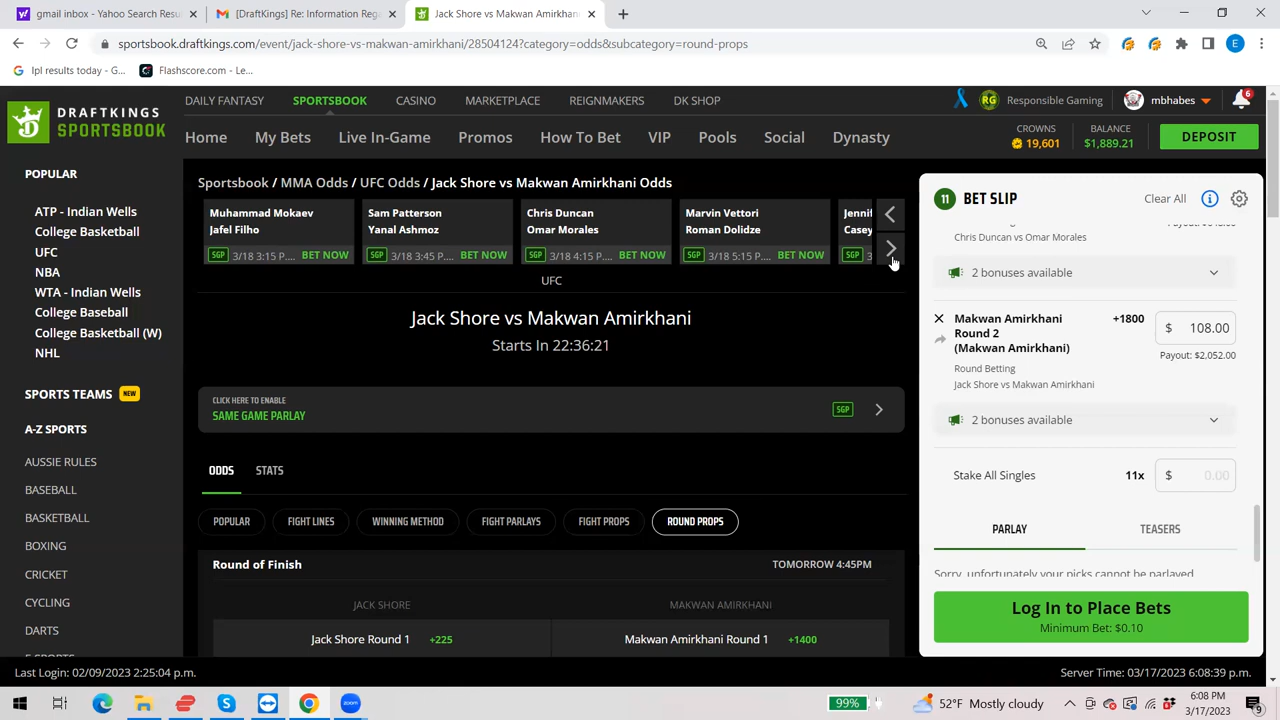 gmail inbox - Yahoo Search Resu
[DraftKings] Re: Information Reg
Jack Shore vs Makwan Amirkhani
sportsbook.draftkings.com/event/jack-shore-vs-makwan-amirkhani/28504124?category=odds&subcategory=round-props
E
Ipl results today - G...
Flashscore.com - Le...
DRAFTKINGS
SPORTSBOOK
DAILY FANTASY
SPORTSBOOK
CASINO
MARKETPLACE
REIGNMAKERS
DK SHOP
RG
Responsible Gaming
mbhabes
6
Home
My Bets
Live In-Game
Promos
How To Bet
VIP
Pools
Social
Dynasty
CROWNS
19,601
BALANCE
$1,889.21
DEPOSIT
POPULAR
ATP - Indian Wells
College Basketball
UFC
NBA
WTA - Indian Wells
College Baseball
College Basketball (W)
NHL
SPORTS TEAMS NEW
A-Z SPORTS
AUSSIE RULES
BASEBALL
BASKETBALL
BOXING
CRICKET
CYCLING
DARTS
Sportsbook / MMA Odds / UFC Odds / Jack Shore vs Makwan Amirkhani Odds
Muhammad Mokaev
Jafel Filho
SGP 3/18 3:15 P.... BET NOW
Sam Patterson
Yanal Ashmoz
SGP 3/18 3:45 P... BET NOW
Chris Duncan
Omar Morales
SGP 3/18 4:15 P.... BET NOW
Marvin Vettori
Roman Dolidze
SGP 3/18 5:15 P.... BET NOW
Jennif
Casey
SGP 3
UFC
Jack Shore vs Makwan Amirkhani
Starts In 22:36:21
CLICK HERE TO ENABLE
SAME GAME PARLAY
SGP
ODDS
STATS
POPULAR
FIGHT LINES
WINNING METHOD
FIGHT PARLAYS
FIGHT PROPS
ROUND PROPS
Round of Finish
TOMORROW 4:45PM
JACK SHORE
MAKWAN AMIRKHANI
Jack Shore Round 1 +225
Makwan Amirkhani Round 1 +1400
11 BET SLIP
Clear All
Chris Duncan vs Omar Morales
2 bonuses available
Makwan Amirkhani
Round 2
(Makwan Amirkhani)
+1800
$ 108.00
Payout: $2,052.00
Round Betting
Jack Shore vs Makwan Amirkhani
2 bonuses available
Stake All Singles
11x
$ 0.00
PARLAY
TEASERS
Sorry, unfortunately your picks cannot be parlayed
Log In to Place Bets
Minimum Bet: $0.10
Last Login: 02/09/2023 2:25:04 p.m.
Server Time: 03/17/2023 6:08:39 p.m.
99%
52°F Mostly cloudy
6:08 PM
3/17/2023
9